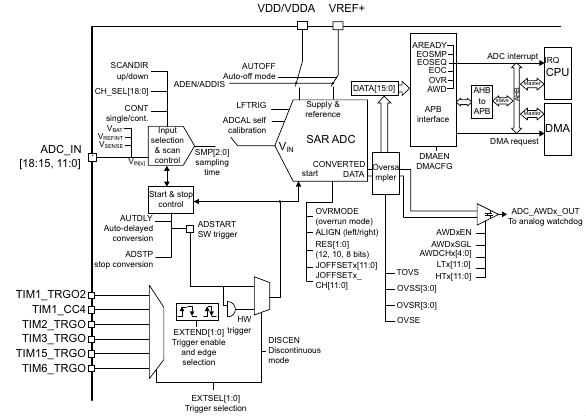 VDD/VDDA
VREF+
SCANDIR
up/down
CH_SEL[18:0]
CONT
single/cont.
VBAT
VREFINT
VSENSE
VIN[x]
ADC_IN
[18:15, 11:0]
Input
selection
& scan
control
SMP[2:0]
sampling
time
AUTOFF
Auto-off mode
ADEN/ADDIS
LFTRIG
ADCAL self
calibration
VIN
Supply &
reference
SAR ADC
CONVERTED
DATA
start
DATA[15:0]
AREADY
EOSMP
EOSEQ
EOC
OVR
AWD
APB
interface
ADC interrupt
IRQ
CPU
Master
AHB
to
APB
slave
AHB
Master
DMA
DMA request
DMAEN
DMACFG
Oversa
mpler
Start & stop
control
AUTDLY
Auto-delayed
conversion
ADSTP
stop conversion
ADSTART
SW trigger
OVRMODE
(overrun mode)
ALIGN (left/right)
RES[1:0]
(12, 10, 8 bits)
JOFFSETx[11:0]
JOFFSETx_
CH[11:0]
ADC_AWDx_OUT
To analog watchdog
AWDxEN
AWDxSGL
AWDCHx[4:0]
LTx[11:0]
HTx[11:0]
TOVS
OVSS[3:0]
OVSR[3:0]
OVSE
TIM1_TRGO2
TIM1_CC4
TIM2_TRGO
TIM3_TRGO
TIM15_TRGO
TIM6_TRGO
HW
trigger
EXTEND[1:0]
Trigger enable
and edge
selection
DISCEN
Discontinuous
mode
EXTSEL[1:0]
Trigger selection